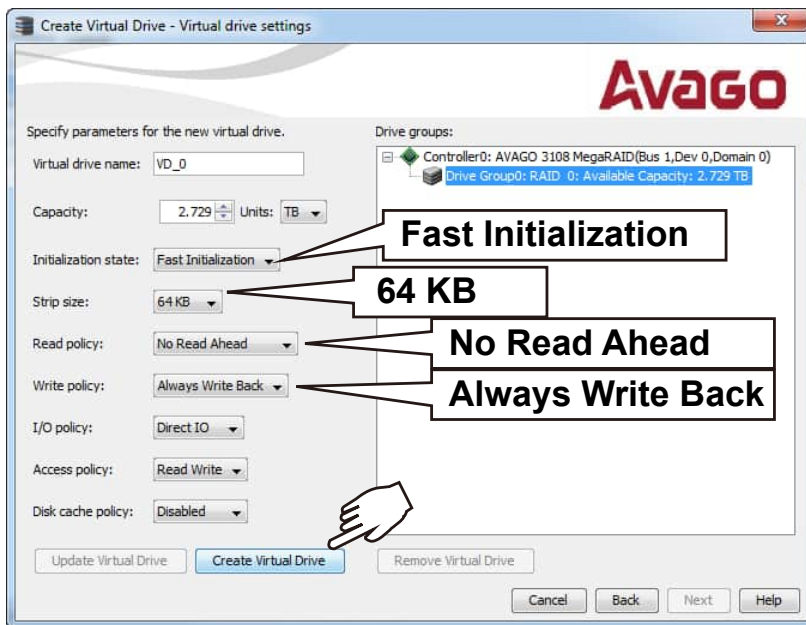 Create Virtual Drive - Virtual drive settings
Avago
Specify parameters for the new virtual drive.
Drive groups:
Virtual drive name: VD_0
Controller0: AVAGO 3108 MegaRAID(Bus 1,Dev 0,Domain 0)
Drive Group0: RAID 0: Available Capacity: 2.729 TB
Capacity: 2.729 Units: TB
Fast Initialization
Initialization state: Fast Initialization
64 KB
Strip size: 64 KB
Read policy: No Read Ahead
No Read Ahead
Write policy: Always Write Back
Always Write Back
I/O policy: Direct IO
Access policy: Read Write
Disk cache policy: Disabled
Update Virtual Drive Create Virtual Drive Remove Virtual Drive
Cancel Back Next Help